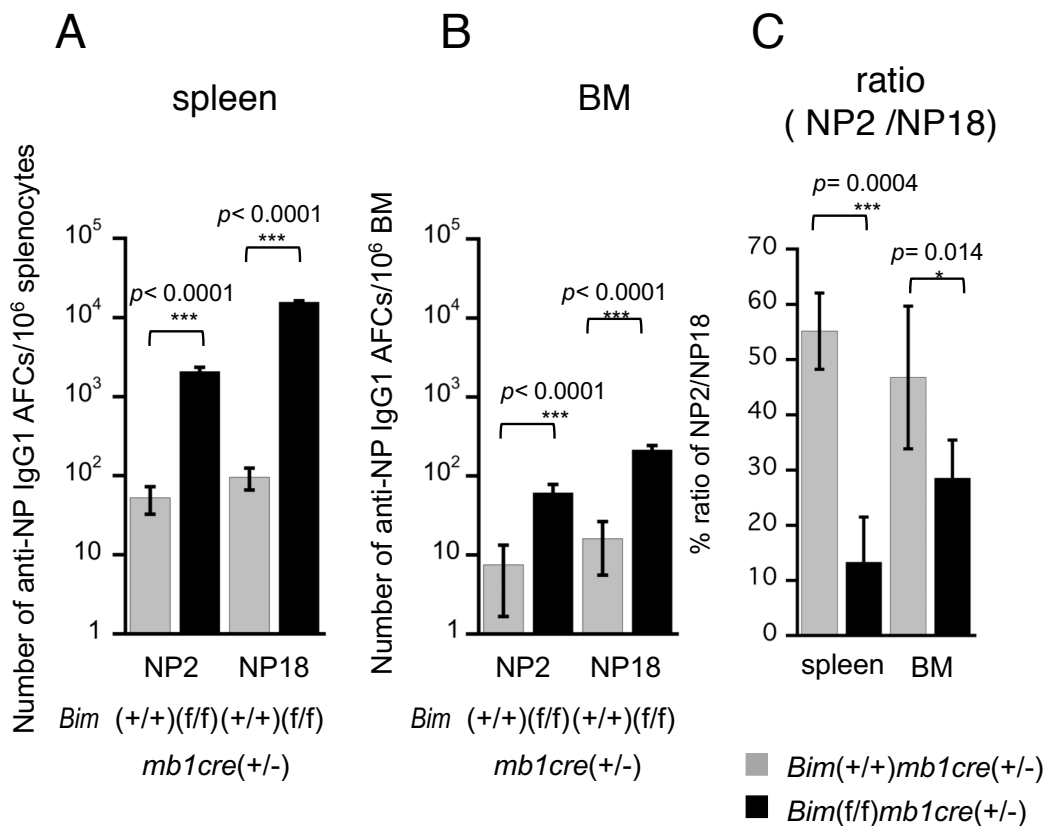 A
spleen
Number of anti-NP IgG1 AFCs/10⁶ splenocytes
10⁵
10⁴
10³
10²
10
1
p< 0.0001
***
p< 0.0001
***
NP2 NP18
Bim (+/+)(f/f)(+/+)(f/f)
mb1cre(+/-)
B
BM
Number of anti-NP IgG1 AFCs/10⁶ BM
10⁵
10⁴
10³
10²
10
1
p< 0.0001
***
p< 0.0001
***
NP2 NP18
Bim (+/+)(f/f)(+/+)(f/f)
mb1cre(+/-)
C
ratio
( NP2 /NP18)
% ratio of NP2/NP18
70
60
50
40
30
20
10
0
p= 0.0004
***
p= 0.014
*
spleen BM
Bim(+/+)mb1cre(+/-)
Bim(f/f)mb1cre(+/-)